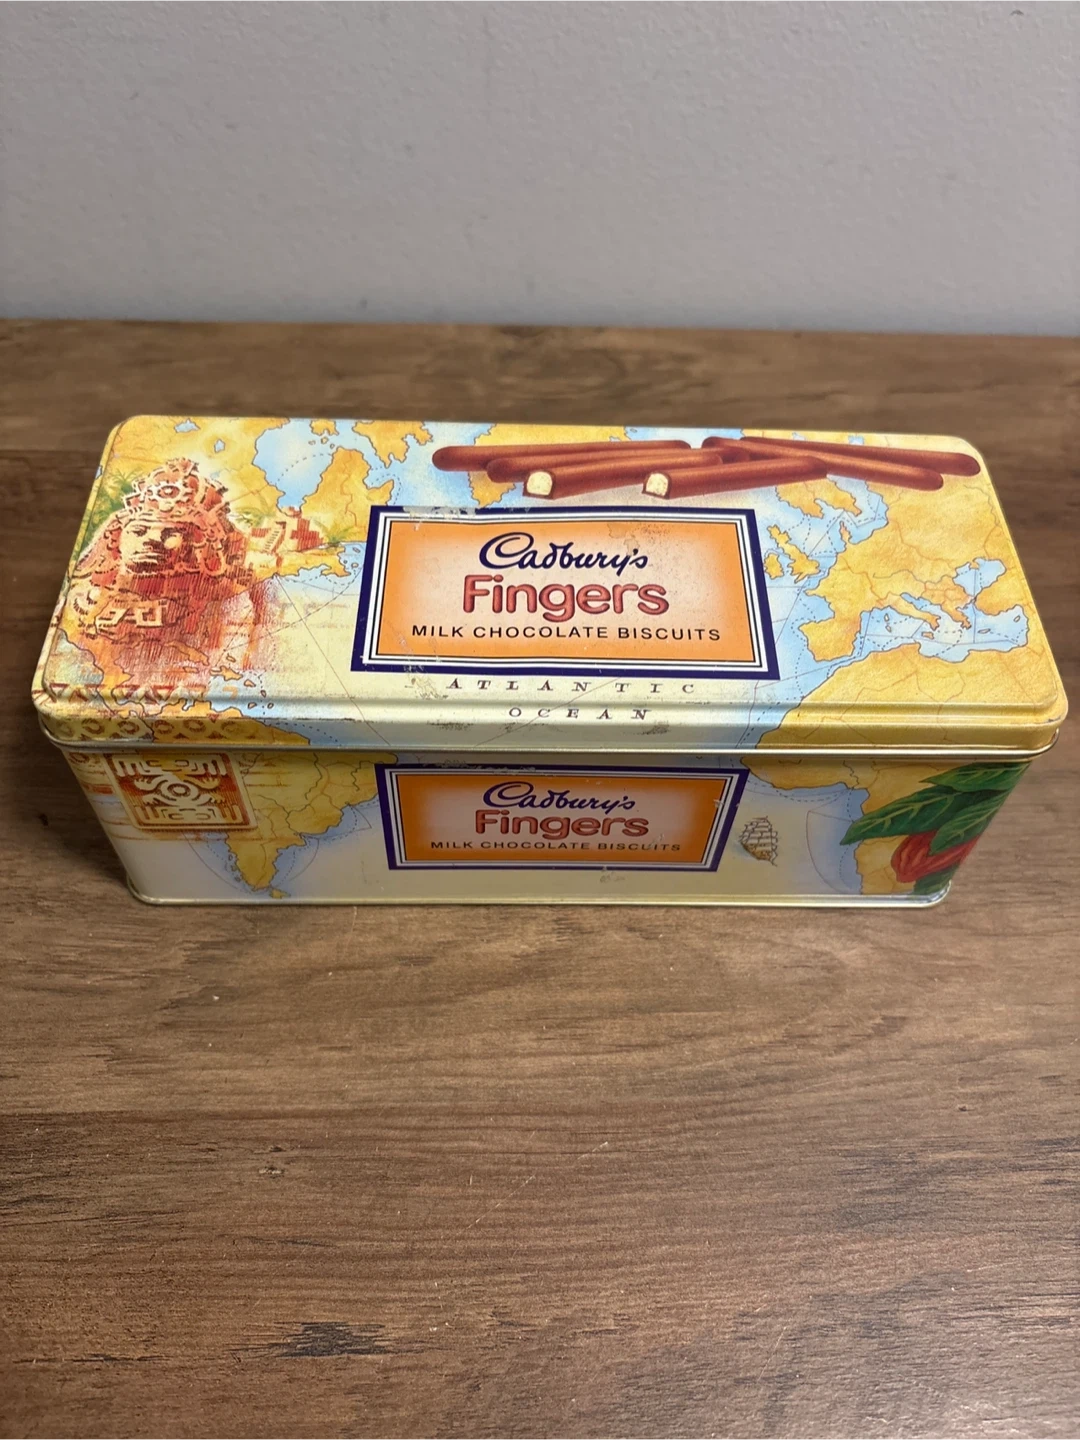 Cadbury's
Fingers
MILK CHOCOLATE BISCUITS
ATLANTIC
OCEAN
Cadbury's
Fingers
MILK CHOCOLATE BISCUITS